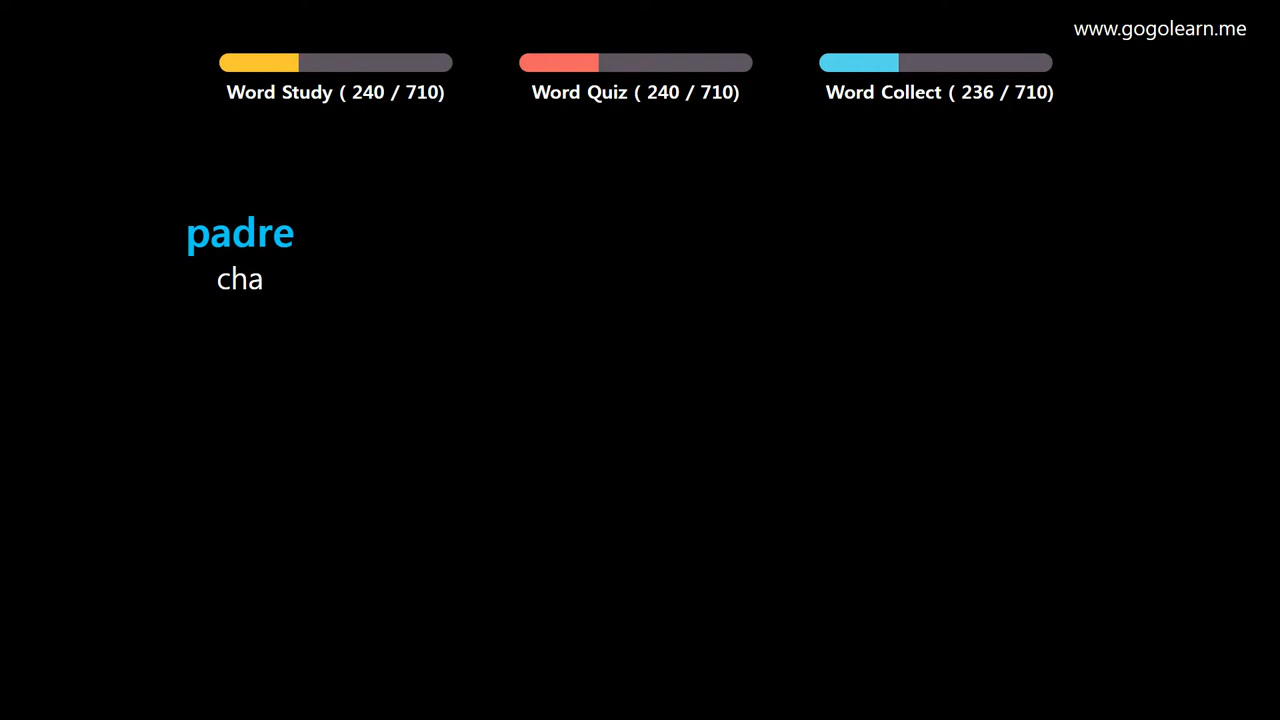 www.gogolearn.me
Word Study ( 240 / 710)
Word Quiz ( 240 / 710)
Word Collect ( 236 / 710)
padre
cha